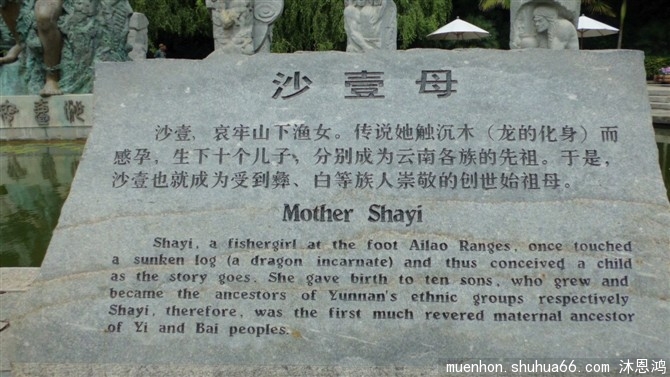 沙壹母
沙壹，哀牢山下渔女。传说她触沉木（龙的化身）而
感孕，生下十个儿子、分别成为云南各族的先祖。于是，
沙壹也就成为受到彝、白等族人崇敬的创世始祖母。
Mother Shayi
Shayi, a fishergirl at the foot Ailao Ranges, once touched
a sunken log (a dragon incarnate) and thus conceived a child
as the story goes. She gave birth to ten sons, who grew and
became the ancestors of Yunnan's ethnic groups respectively
Shayi, therefore, was the first much revered maternal ancestor
of Yi and Bai peoples.
muenhon.shuhua66.com 沐恩鸿